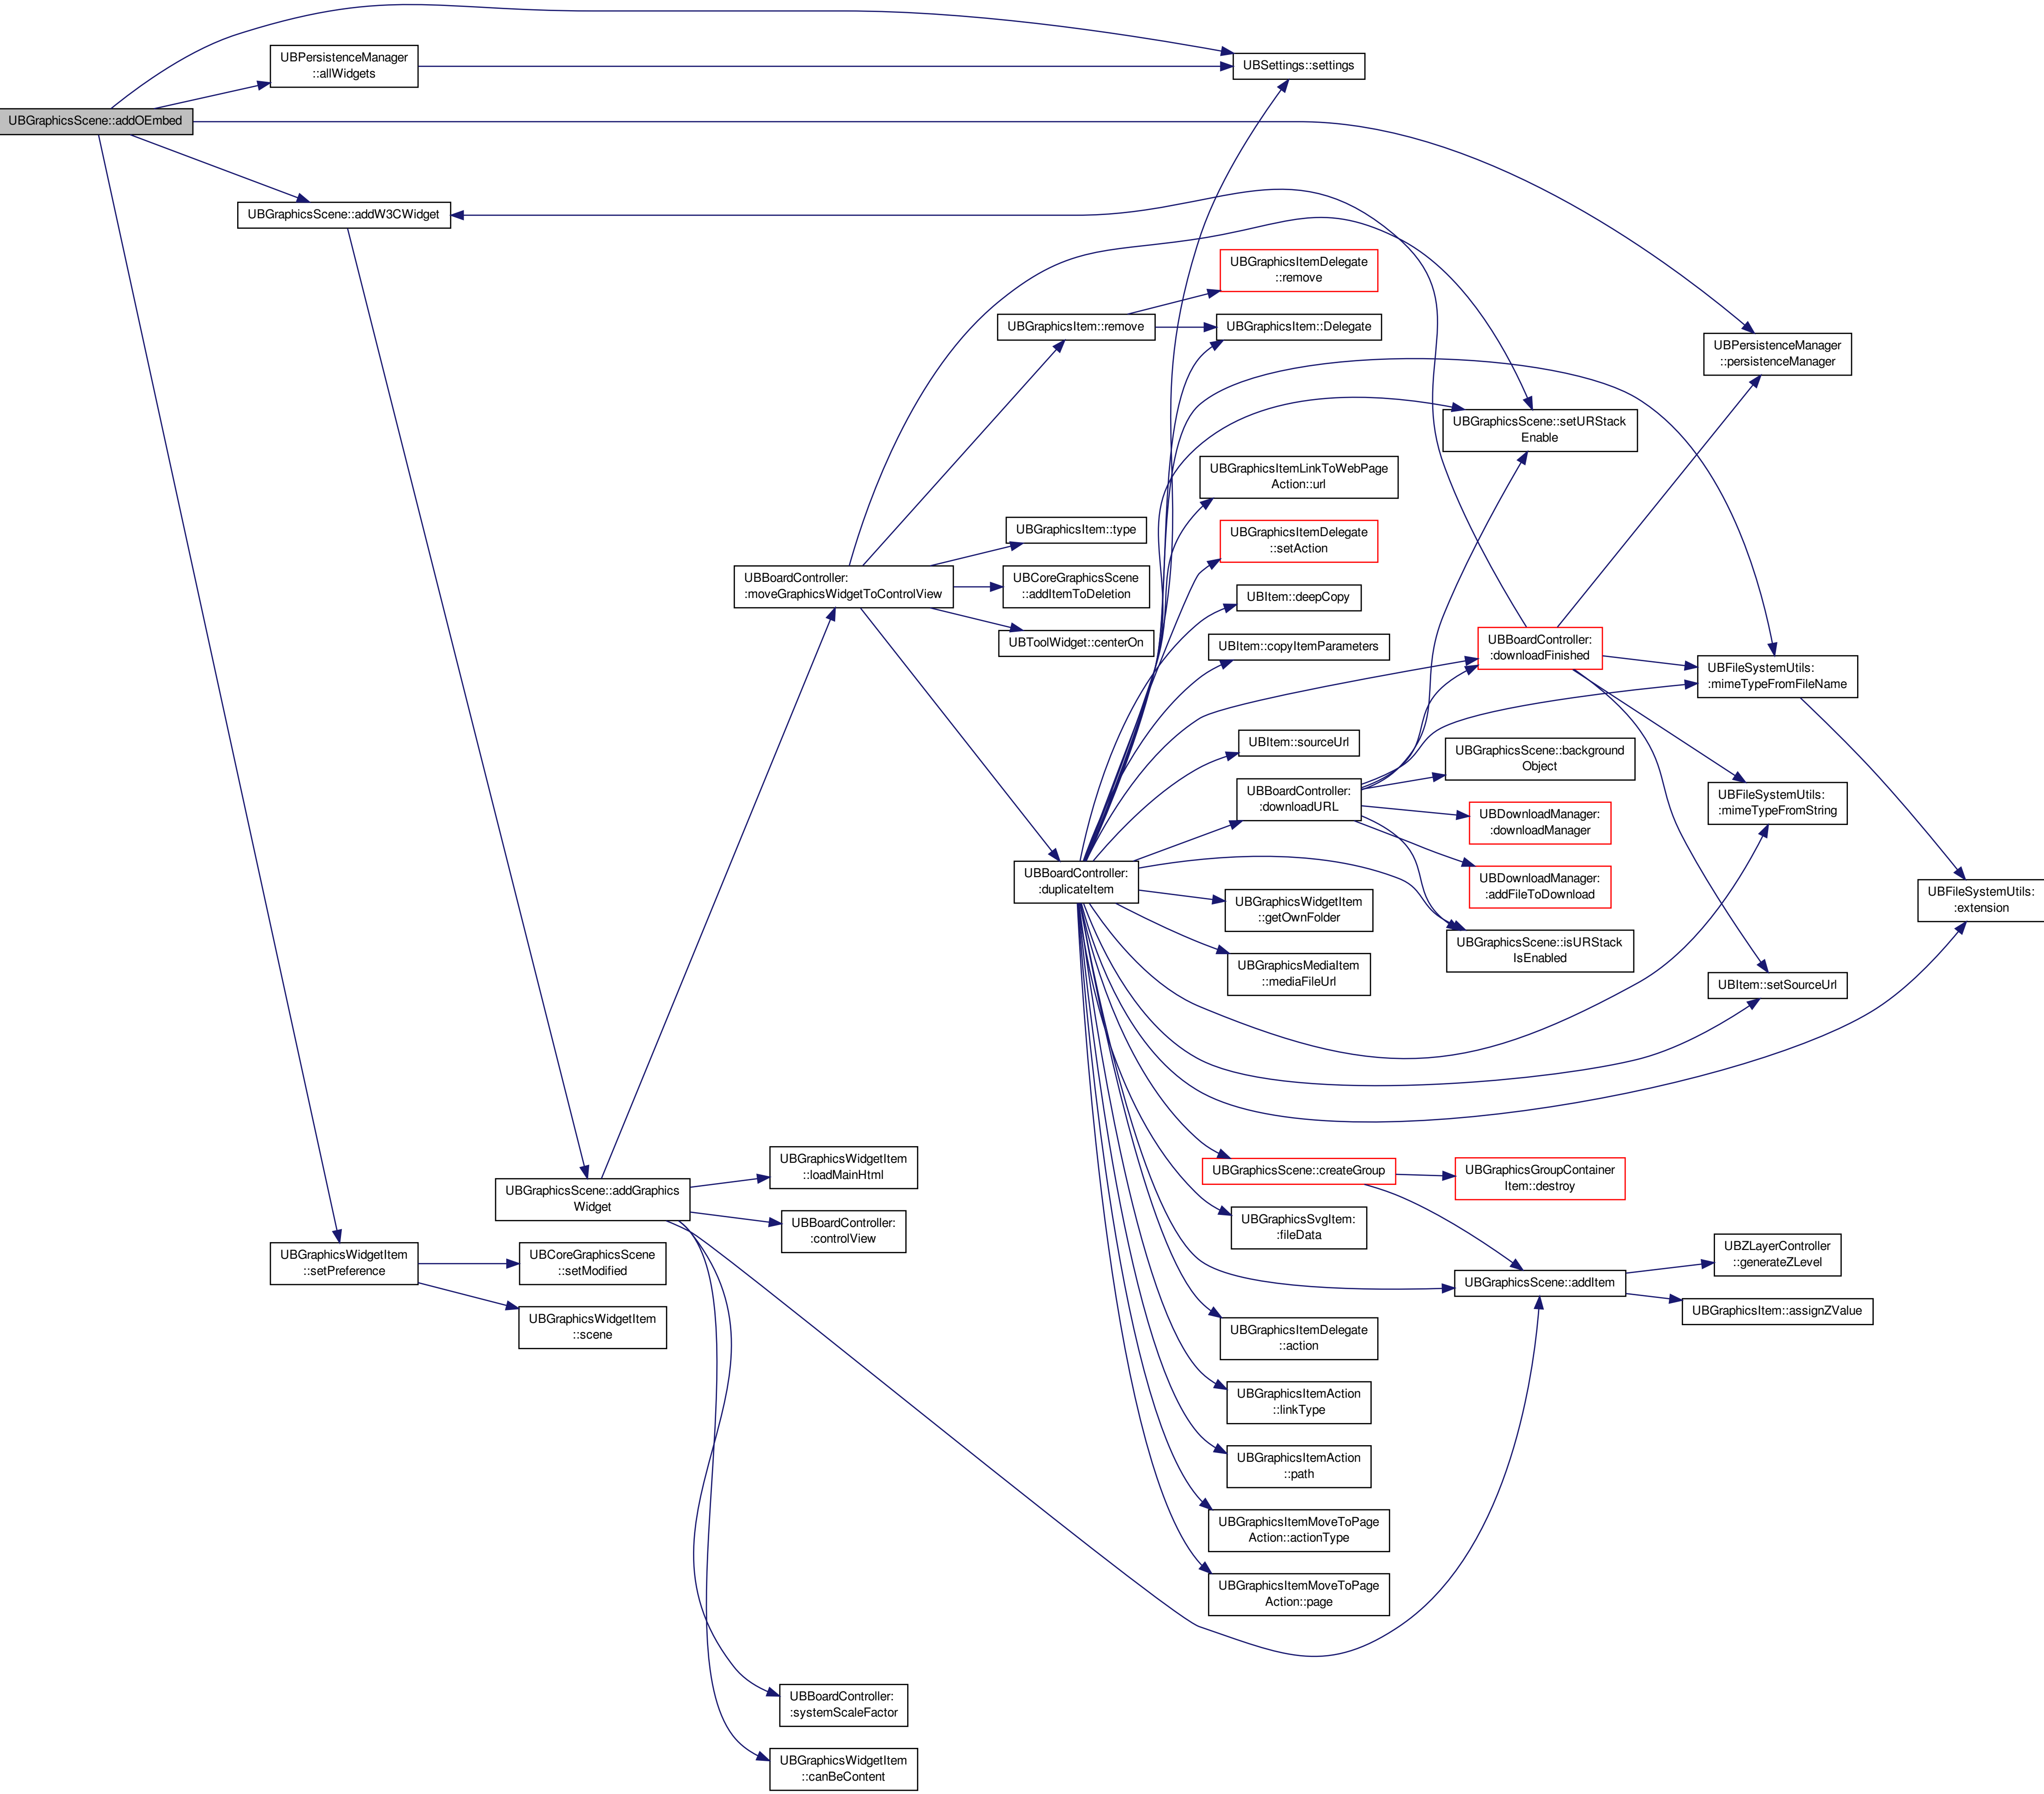 UBPersistenceManager
::allWidgets
UBSettings::settings
UBGraphicsScene::addOEmbed
UBGraphicsScene::addW3CWidget
UBGraphicsItemDelegate
::remove
UBGraphicsItem::remove
UBGraphicsItem::Delegate
UBPersistenceManager
::persistenceManager
UBGraphicsScene::setURStack
Enable
UBGraphicsItemLinkToWebPage
Action::url
UBGraphicsItem::type
UBGraphicsItemDelegate
::setAction
UBBoardController:
:moveGraphicsWidgetToControlView
UBCoreGraphicsScene
::addItemToDeletion
UBItem::deepCopy
UBToolWidget::centerOn
UBItem::copyItemParameters
UBBoardController:
:downloadFinished
UBFileSystemUtils:
:mimeTypeFromFileName
UBItem::sourceUrl
UBGraphicsScene::background
Object
UBBoardController:
:downloadURL
UBFileSystemUtils:
:mimeTypeFromString
UBDownloadManager:
:downloadManager
UBBoardController:
:duplicateItem
UBDownloadManager:
:addFileToDownload
UBFileSystemUtils:
:extension
UBGraphicsWidgetItem
::getOwnFolder
UBGraphicsScene::isURStack
IsEnabled
UBGraphicsMediaItem
::mediaFileUrl
UBItem::setSourceUrl
UBGraphicsWidgetItem
::loadMainHtml
UBGraphicsScene::createGroup
UBGraphicsGroupContainer
Item::destroy
UBGraphicsScene::addGraphics
Widget
UBBoardController:
:controlView
UBGraphicsSvgItem:
:fileData
UBGraphicsWidgetItem
::setPreference
UBCoreGraphicsScene
::setModified
UBGraphicsScene::addItem
UBZLayerController
::generateZLevel
UBGraphicsWidgetItem
::scene
UBGraphicsItem::assignZValue
UBGraphicsItemDelegate
::action
UBGraphicsItemAction
::linkType
UBGraphicsItemAction
::path
UBGraphicsItemMoveToPage
Action::actionType
UBGraphicsItemMoveToPage
Action::page
UBBoardController:
:systemScaleFactor
UBGraphicsWidgetItem
::canBeContent